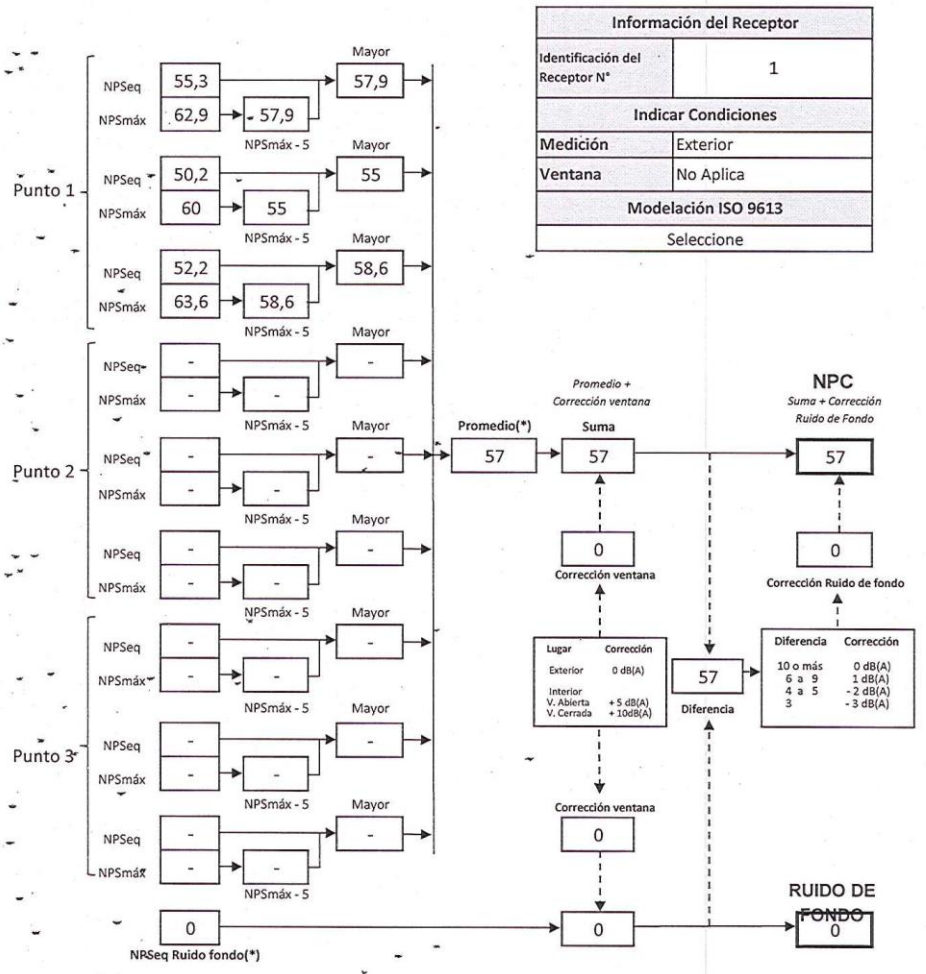 Información del Receptor
Identificación del
Receptor N°
1
Indicar Condiciones
Medición Exterior
Ventana No Aplica
Modelación ISO 9613
Seleccione
Punto 1
Mayor
NPSeq 55,3 57,9
NPSmáx 62,9 57,9
NPSmáx - 5
Mayor
NPSeq 50,2 55
NPSmáx 60 55
NPSmáx - 5
Mayor
NPSeq 52,2 58,6
NPSmáx 63,6 58,6
NPSmáx - 5
Punto 2
Mayor
NPSeq - -
NPSmáx - -
NPSmáx - 5
Mayor
NPSeq - -
NPSmáx - -
NPSmáx - 5
Mayor
NPSeq - -
NPSmáx - -
NPSmáx - 5
Punto 3
Mayor
NPSeq - -
NPSmáx - -
NPSmáx - 5
Mayor
NPSeq - -
NPSmáx - -
NPSmáx - 5
Mayor
NPSeq - -
NPSmáx - -
NPSmáx - 5
0
NPSeq Ruido fondo(*)
Promedio(*)
57
Promedio +
Corrección ventana
Suma
57
0
Corrección ventana
Lugar Corrección
Exterior 0 dB(A)
Interior
V. Abierta + 5 dB(A)
V. Cerrada + 10dB(A)
Corrección ventana
0
0
57
Diferencia
NPC
Suma + Corrección
Ruido de Fondo
57
0
Corrección Ruido de fondo
Diferencia Corrección
10 o más 0 dB(A)
6 a 9 1 dB(A)
4 a 5 - 2 dB(A)
3 - 3 dB(A)
RUIDO DE
FONDO
0